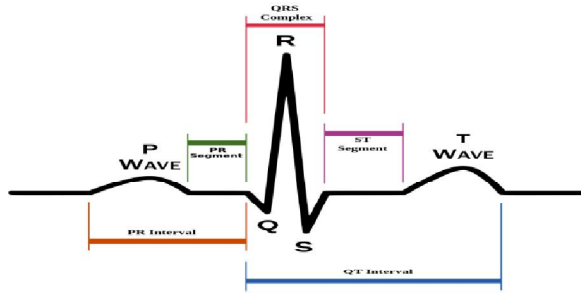 QRS
Complex
R
P
WAVE
PR
Segment
ST
Segment
T
WAVE
Q
S
PR Interval
QT Interval